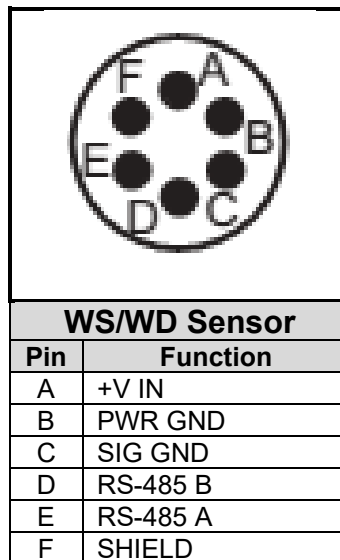 F A
B
E
D C
WS/WD Sensor
Pin Function
A +V IN
B PWR GND
C SIG GND
D RS-485 B
E RS-485 A
F SHIELD